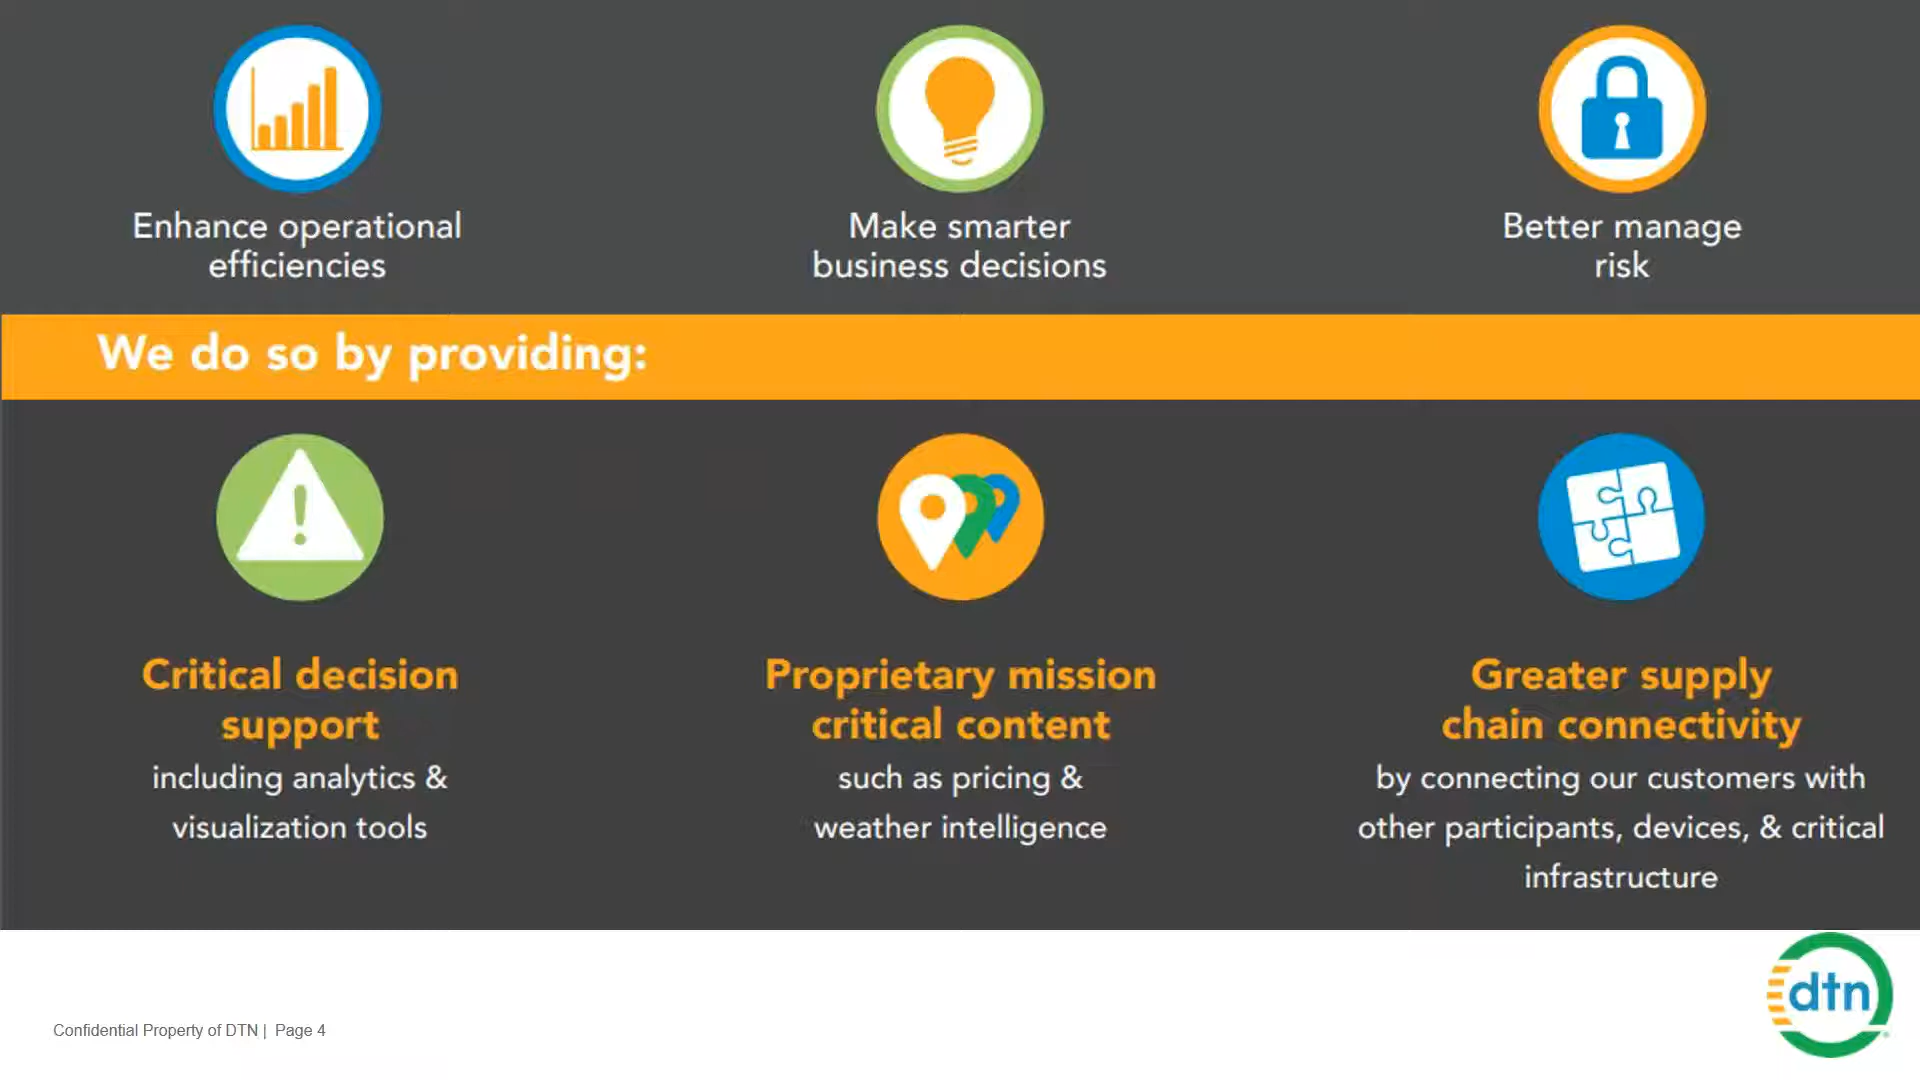 Enhance operational
efficiencies
Make smarter
business decisions
Better manage
risk
We do so by providing:
Critical decision
support
including analytics &
visualization tools
Proprietary mission
critical content
such as pricing &
weather intelligence
Greater supply
chain connectivity
by connecting our customers with
other participants, devices, & critical
infrastructure
Confidential Property of DTN | Page 4
dtn